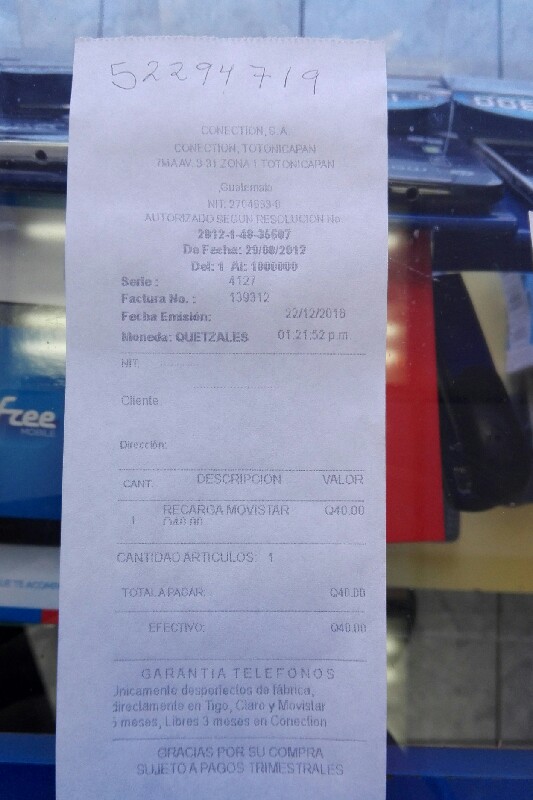 52294719
CONECTION, S.A.
CONECTION, TOTONICAPAN
7MA AV. 3-31 ZONA 1 TOTONICAPAN
,Guatemala
NIT:
AUTORIZADO SEGUN RESOLUCION No
2012-1-48-35507
De Fecha: 29/08/2012
Del: 1 Al: 1000000
Serie : 4127
Factura No. : 139312
Fecha Emisión: 22/12/2016
Moneda: QUETZALES 01:21:52 p.m
NIT:
Cliente
Dirección:
CANT. DESCRIPCION VALOR
1 RECARGA MOVISTAR Q40.00
Q40.00
CANTIDAD ARTICULOS: 1
TOTAL A PAGAR: Q40.00
EFECTIVO: Q40.00
GARANTIA TELEFONOS
Unicamente desperfectos de fábrica,
directamente en Tigo, Claro y Movistar
meses, Libres 3 meses en Conection
GRACIAS POR SU COMPRA
SUJETO A PAGOS TRIMESTRALES
free
MOBILE